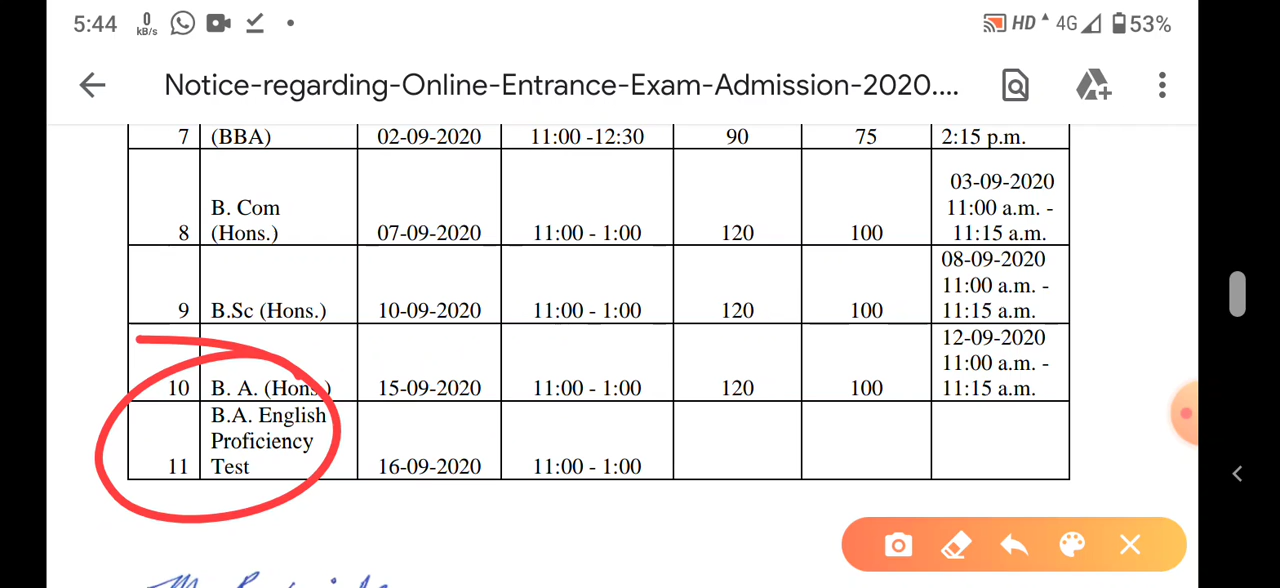 5:44 0 kB/s HD 4G 53%
Notice-regarding-Online-Entrance-Exam-Admission-2020....
7 (BBA) 02-09-2020 11:00 -12:30 90 75 2:15 p.m.
03-09-2020
B. Com 11:00 a.m. -
8 (Hons.) 07-09-2020 11:00 - 1:00 120 100 11:15 a.m.
08-09-2020
11:00 a.m. -
9 B.Sc (Hons.) 10-09-2020 11:00 - 1:00 120 100 11:15 a.m.
12-09-2020
11:00 a.m. -
10 B. A. (Hons.) 15-09-2020 11:00 - 1:00 120 100 11:15 a.m.
B.A. English
Proficiency
11 Test 16-09-2020 11:00 - 1:00